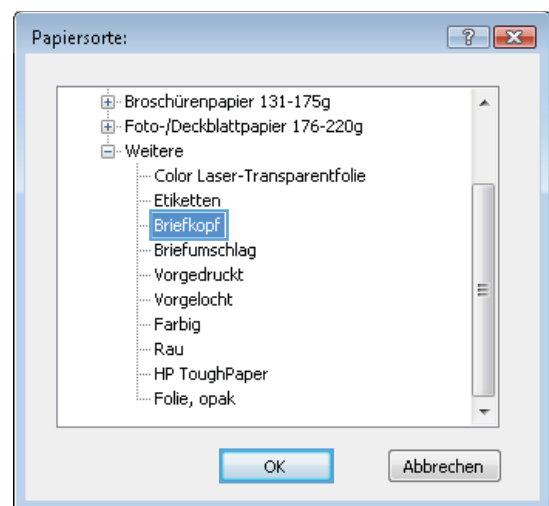 Papiersorte:
Broschürenpapier 131-175g
Foto-/Deckblattpapier 176-220g
Weitere
Color Laser-Transparentfolie
Etiketten
Briefkopf
Briefumschlag
Vorgedruckt
Vorgelocht
Farbig
Rau
HP ToughPaper
Folie, opak
OK
Abbrechen